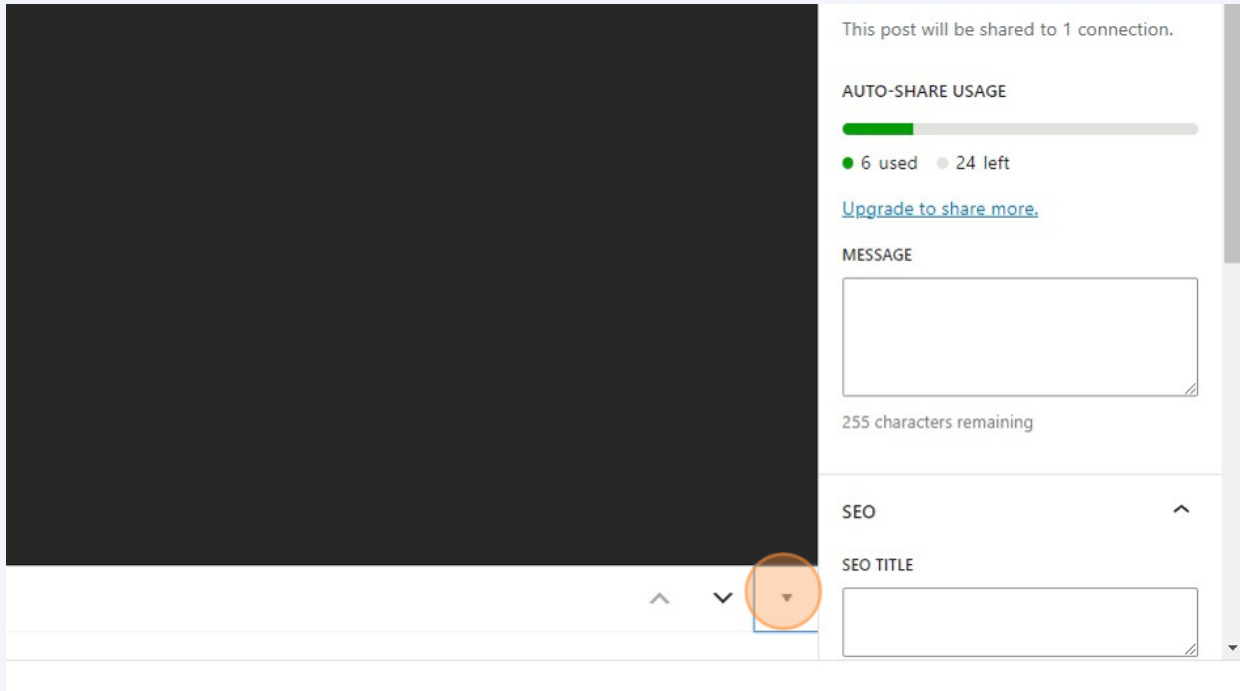 This post will be shared to 1 connection.
AUTO-SHARE USAGE
6 used 24 left
Upgrade to share more.
MESSAGE
255 characters remaining
SEO
SEO TITLE